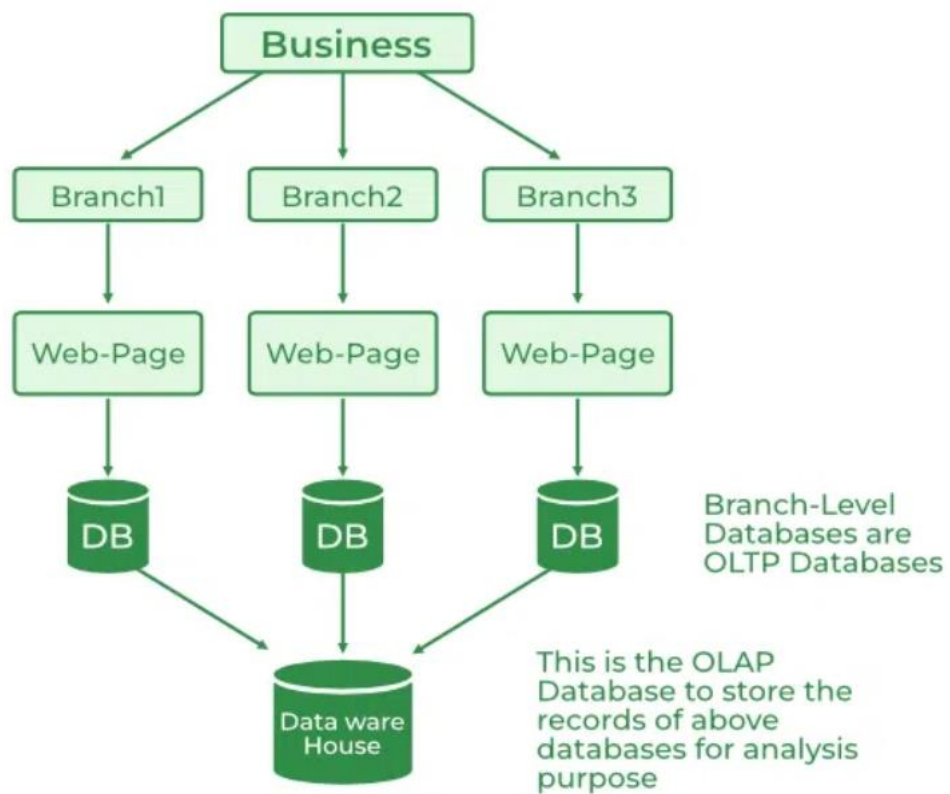 Business
Branch1
Branch2
Branch3
Web-Page
Web-Page
Web-Page
DB
DB
DB
Branch-Level
Databases are
OLTP Databases
Data ware
House
This is the OLAP
Database to store the
records of above
databases for analysis
purpose